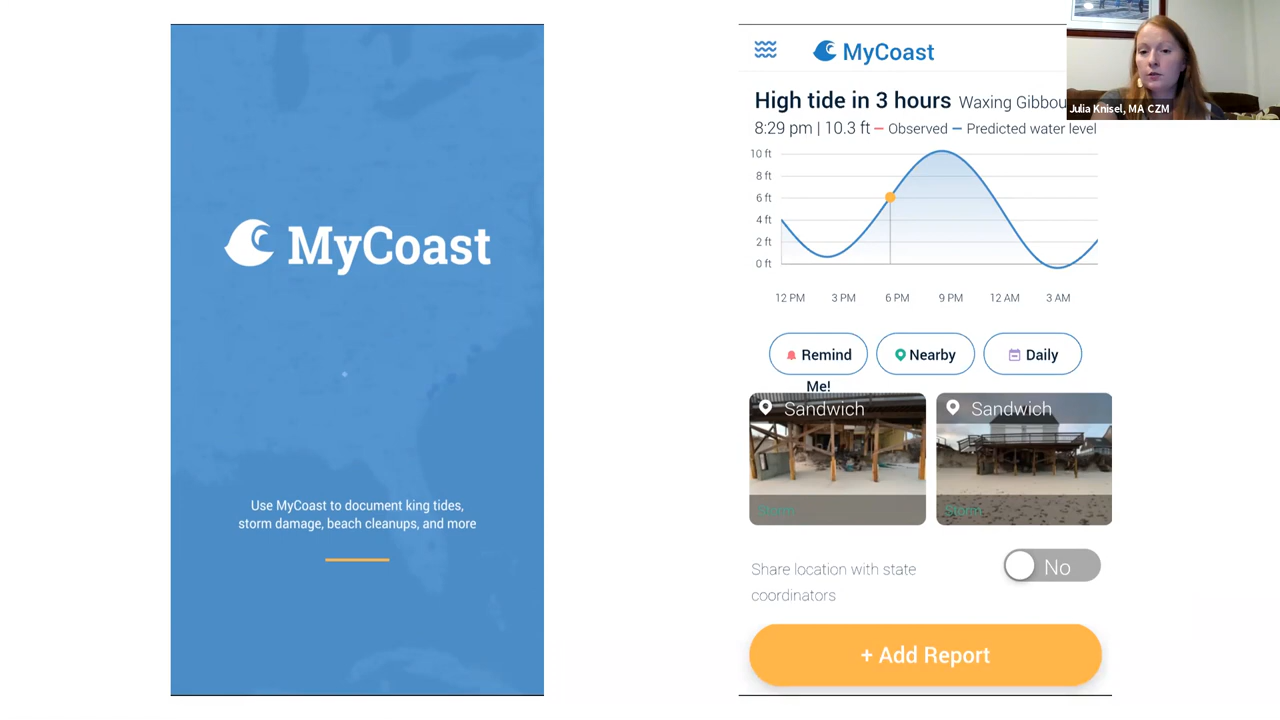 MyCoast
Use MyCoast to document king tides,
storm damage, beach cleanups, and more
MyCoast
High tide in 3 hours Waxing Gibbou
8:29 pm | 10.3 ft Observed Predicted water level
10 ft
8 ft
6 ft
4 ft
2 ft
0 ft
12 PM 3 PM 6 PM 9 PM 12 AM 3 AM
Remind
Me!
Nearby
Daily
Sandwich
Storm
Sandwich
Storm
Share location with state
coordinators
No
+ Add Report
Julia Knisel, MA CZM